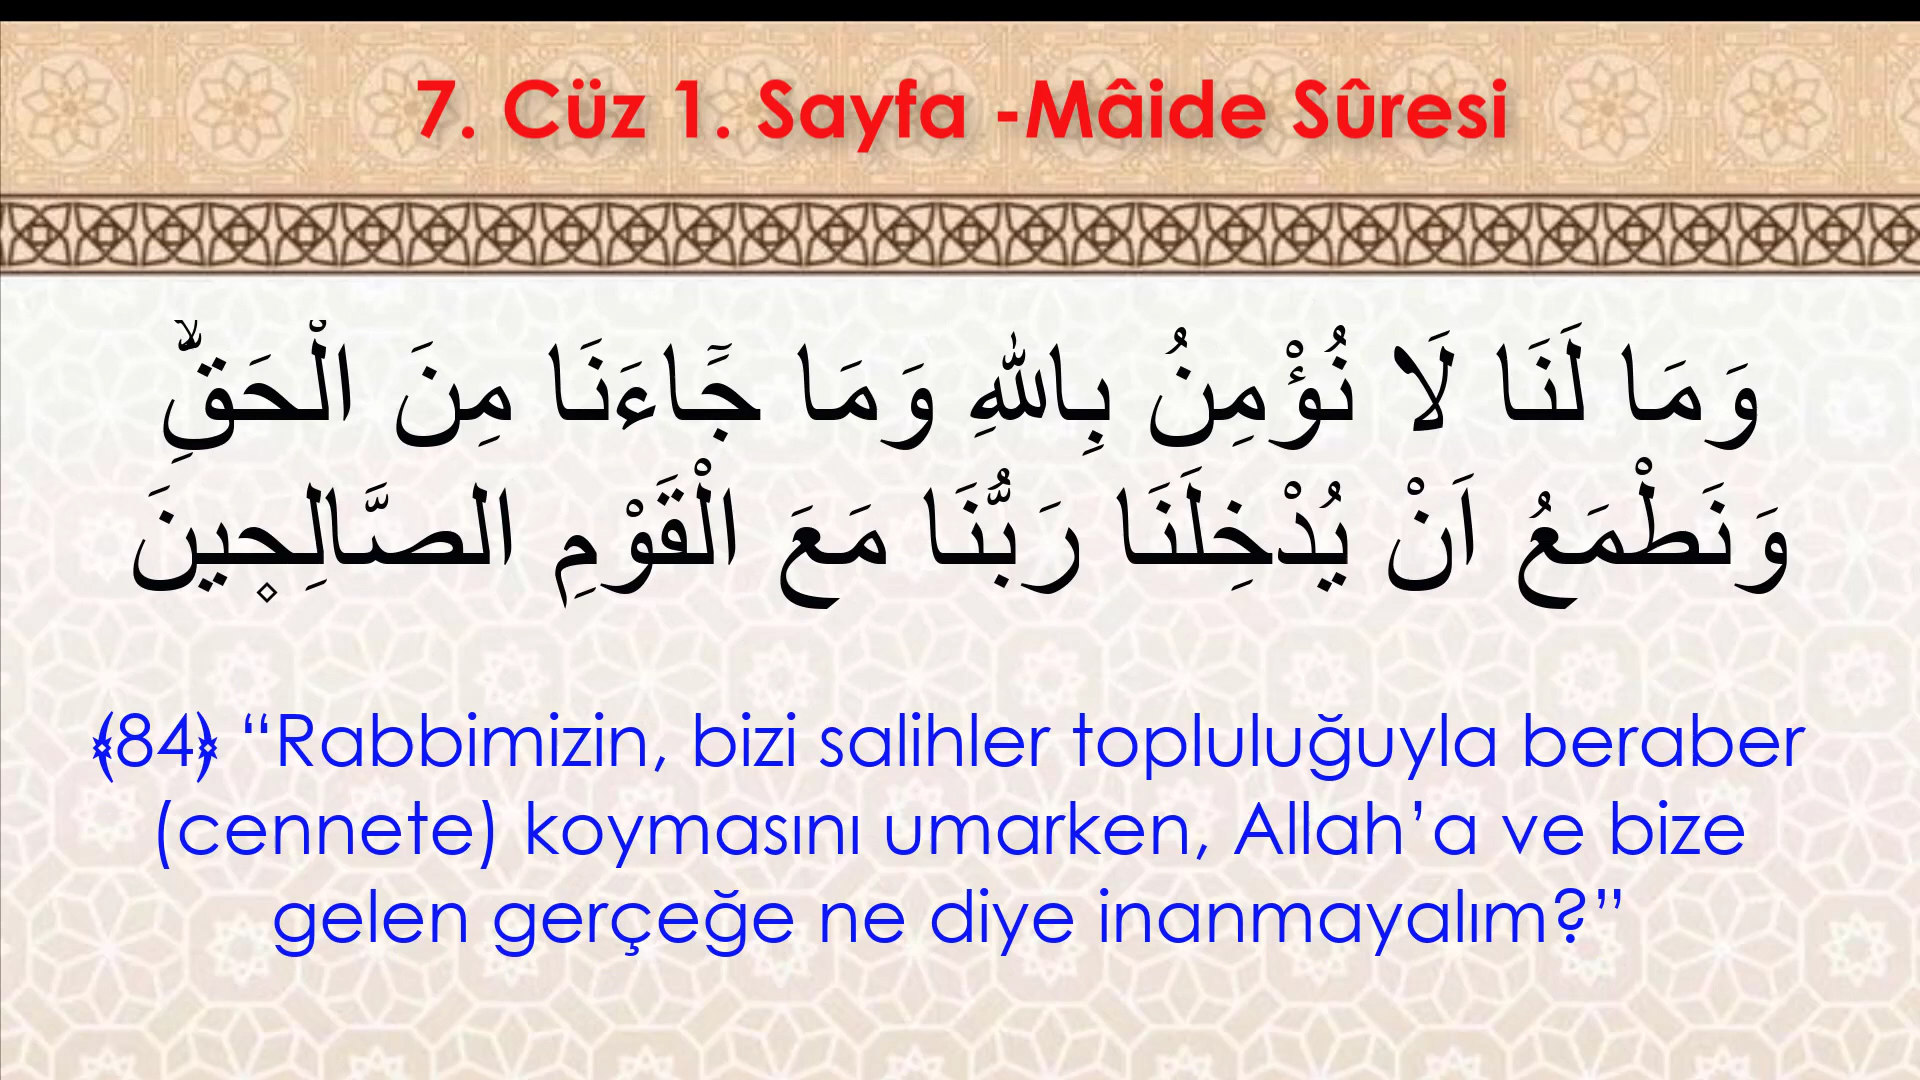 7. Cüz 1. Sayfa -Mâide Sûresi
وَمَا لَنَا لَا نُؤْمِنُ بِاللّٰهِ وَمَا جَٓاءَنَا مِنَ الْحَقِّۙ
وَنَطْمَعُ اَنْ يُدْخِلَنَا رَبُّنَا مَعَ الْقَوْمِ الصَّالِح۪ينَ
﴾84﴿ “Rabbimizin, bizi salihler topluluğuyla beraber
(cennete) koymasını umarken, Allah’a ve bize
gelen gerçeğe ne diye inanmayalım?”